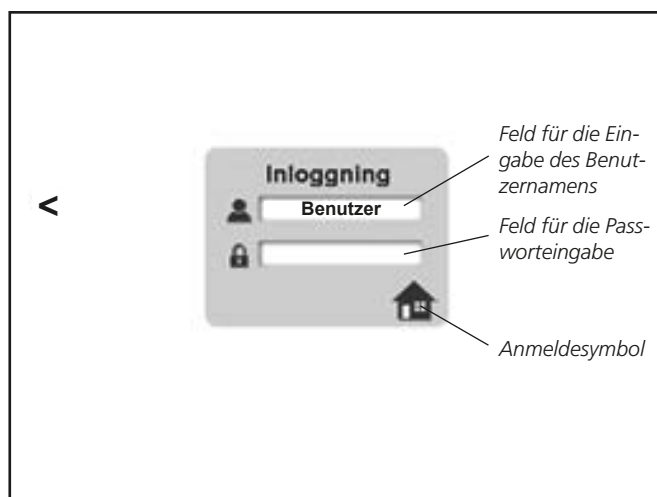 Inloggning
Benutzer
<
Feld für die Ein-
gabe des Benut-
zernamens
Feld für die Pass-
worteingabe
Anmeldesymbol